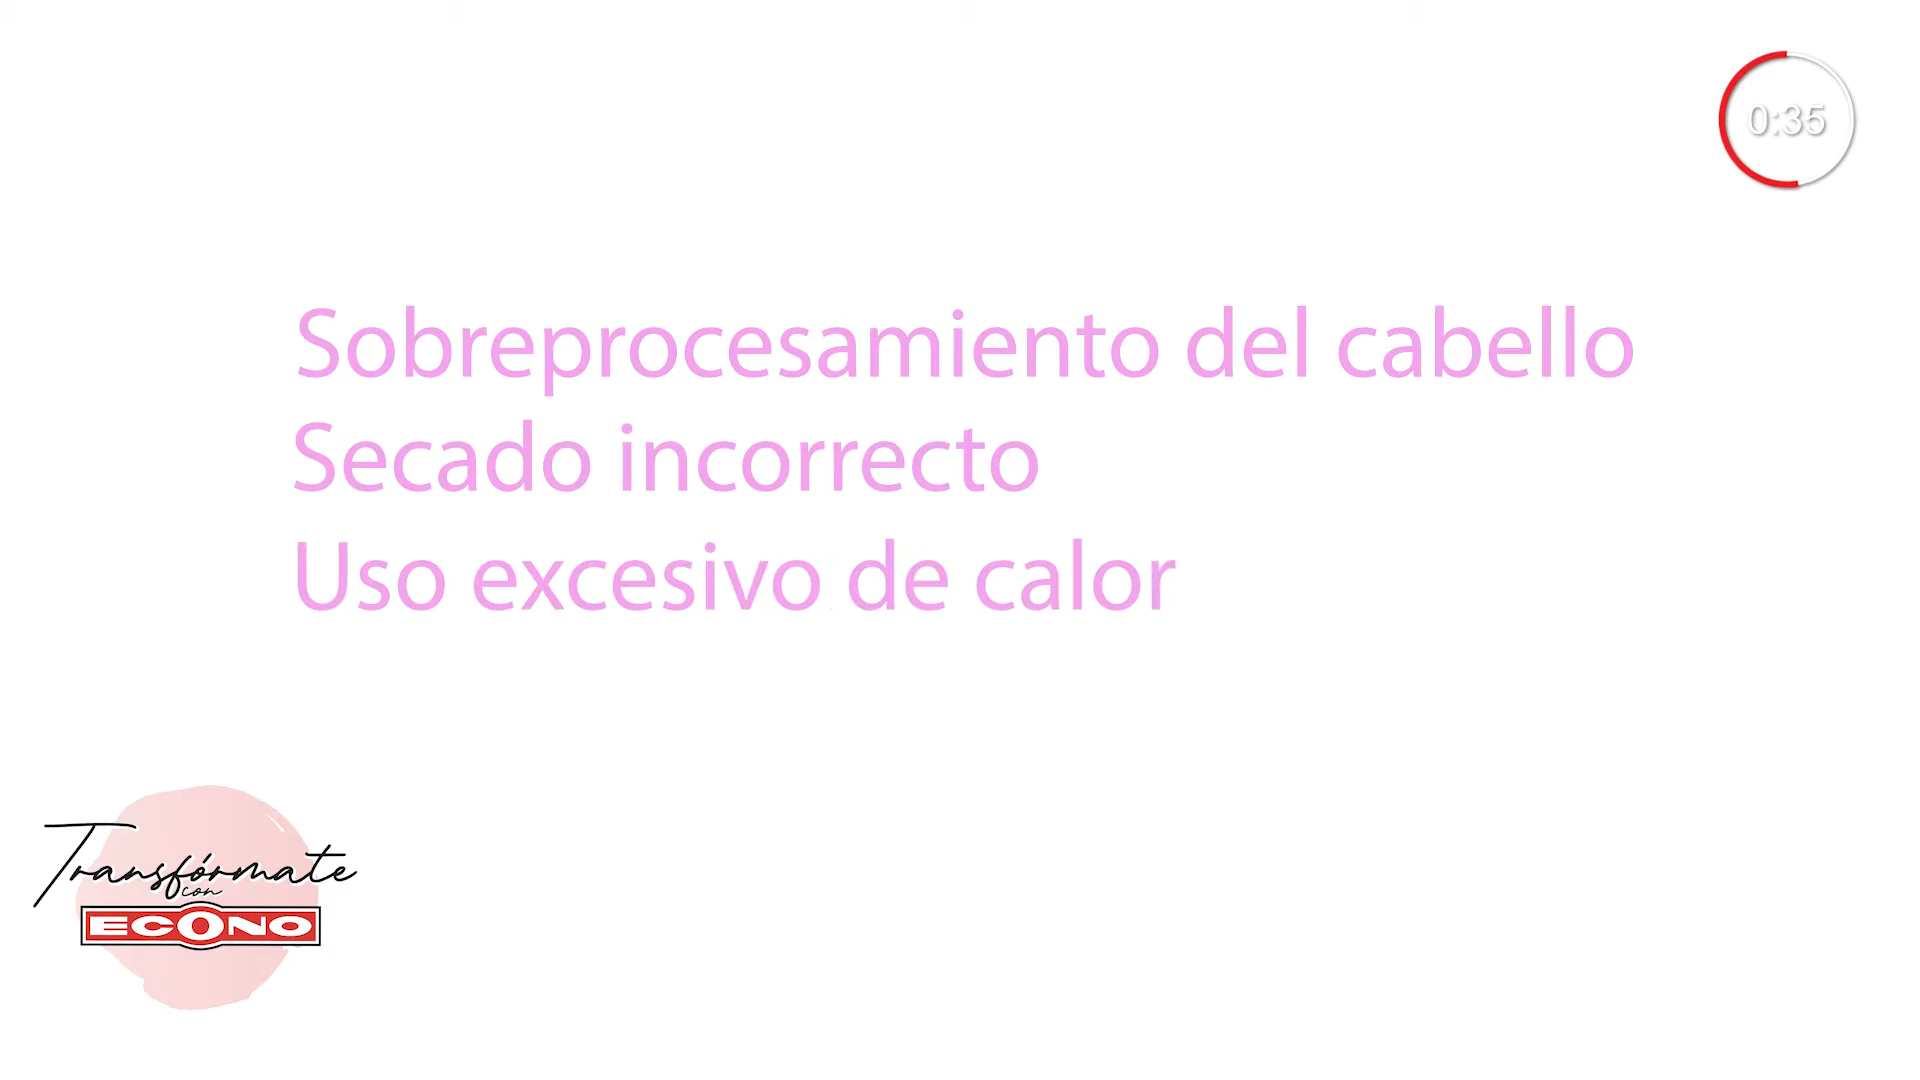 0:35
Sobreprocesamiento del cabello
Secado incorrecto
Uso excesivo de calor
Transfórmate
con
ECONO